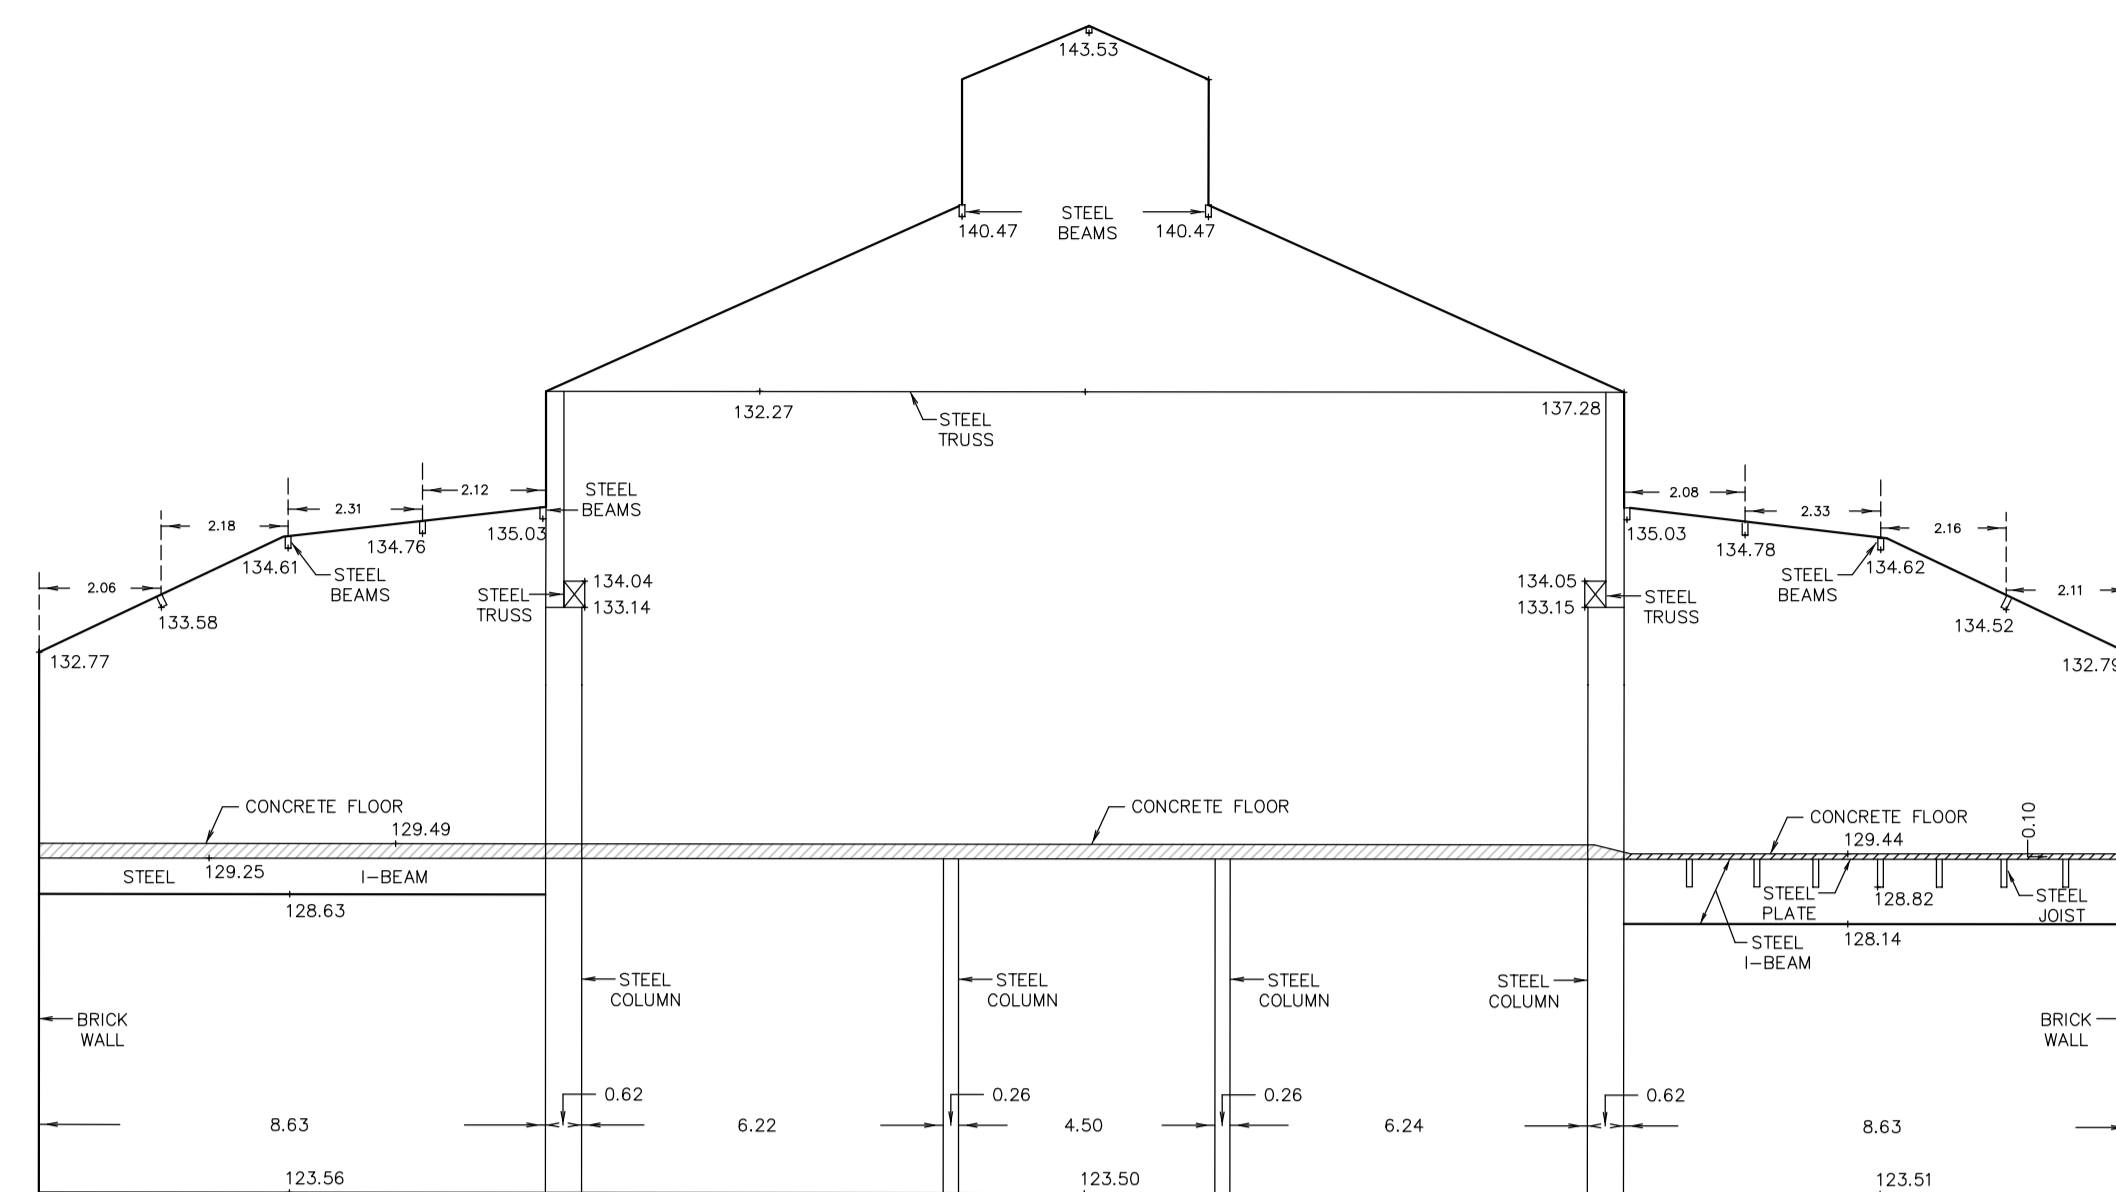 143.53
STEEL
BEAMS
140.47
140.47
132.27
137.28
STEEL
TRUSS
2.12
STEEL
BEAMS
2.08
2.31
2.33
2.18
2.16
135.03
135.03
134.76
134.78
134.61
134.62
STEEL
BEAMS
STEEL
BEAMS
2.06
2.11
134.04
133.14
STEEL
TRUSS
134.05
133.15
STEEL
TRUSS
133.58
134.52
132.77
132.79
CONCRETE FLOOR
CONCRETE FLOOR
CONCRETE FLOOR
0.10
129.49
129.44
129.25
STEEL I-BEAM
STEEL
PLATE
128.82
STEEL
JOIST
128.63
128.14
STEEL
I-BEAM
STEEL
COLUMN
STEEL
COLUMN
STEEL
COLUMN
STEEL
COLUMN
BRICK
WALL
BRICK
WALL
0.62
0.26
0.26
0.62
8.63
6.22
4.50
6.24
8.63
123.56
123.50
123.51